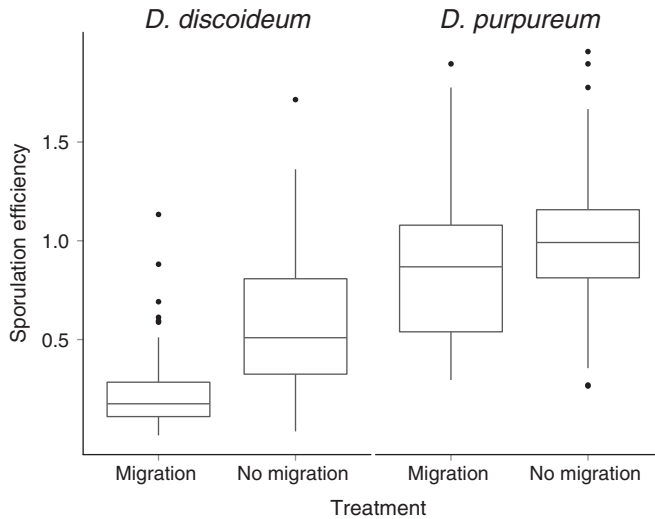 D. discoideum
D. purpureum
Sporulation efficiency
1.5
1.0
0.5
Migration
No migration
Migration
No migration
Treatment